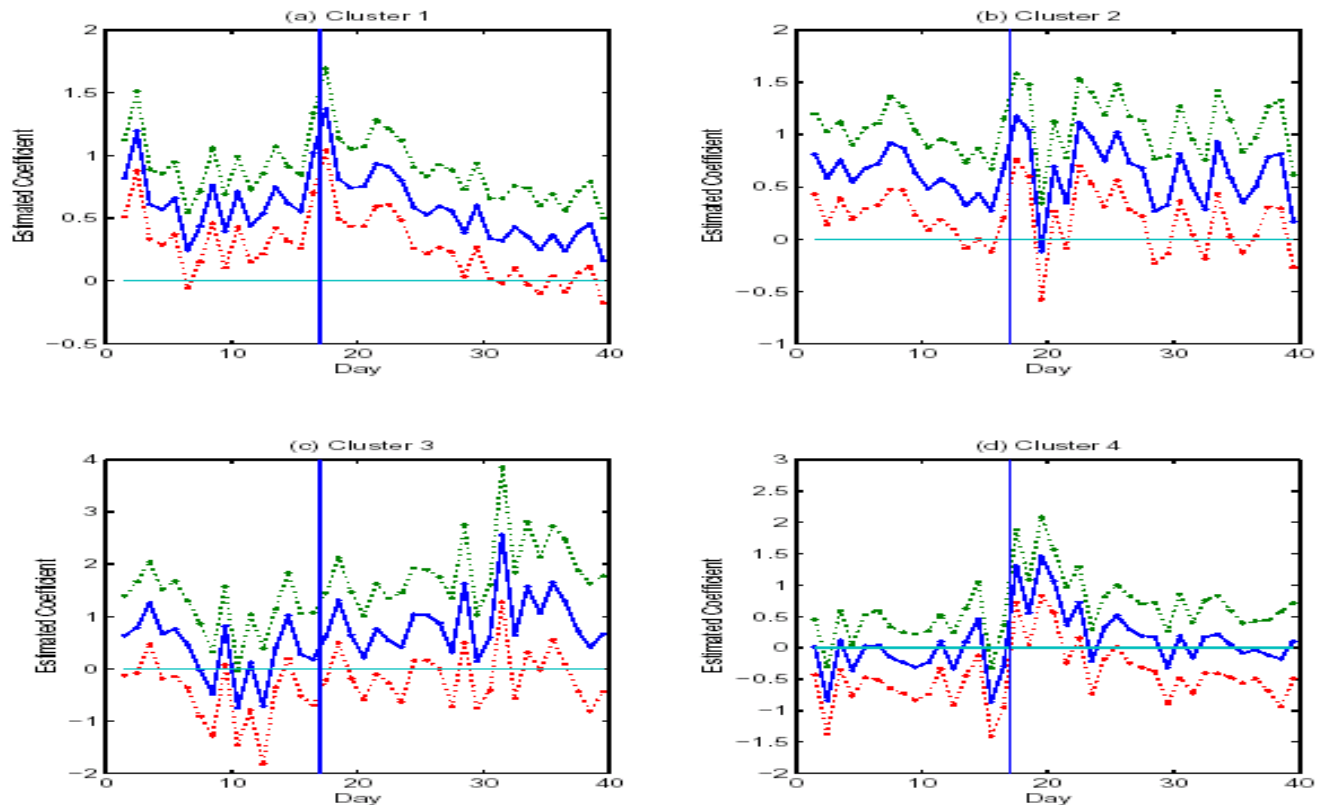 (a) Cluster 1
2
1.5
1
0.5
0
−0.5
0 10 20 30 40
Estimated Coefficient
Day
(b) Cluster 2
2
1.5
1
0.5
0
−0.5
−1
0 10 20 30 40
Estimated Coefficient
Day
(c) Cluster 3
4
3
2
1
0
−1
−2
0 10 20 30 40
Estimated Coefficient
Day
(d) Cluster 4
3
2.5
2
1.5
1
0.5
0
−0.5
−1
−1.5
−2
0 10 20 30 40
Estimated Coefficient
Day